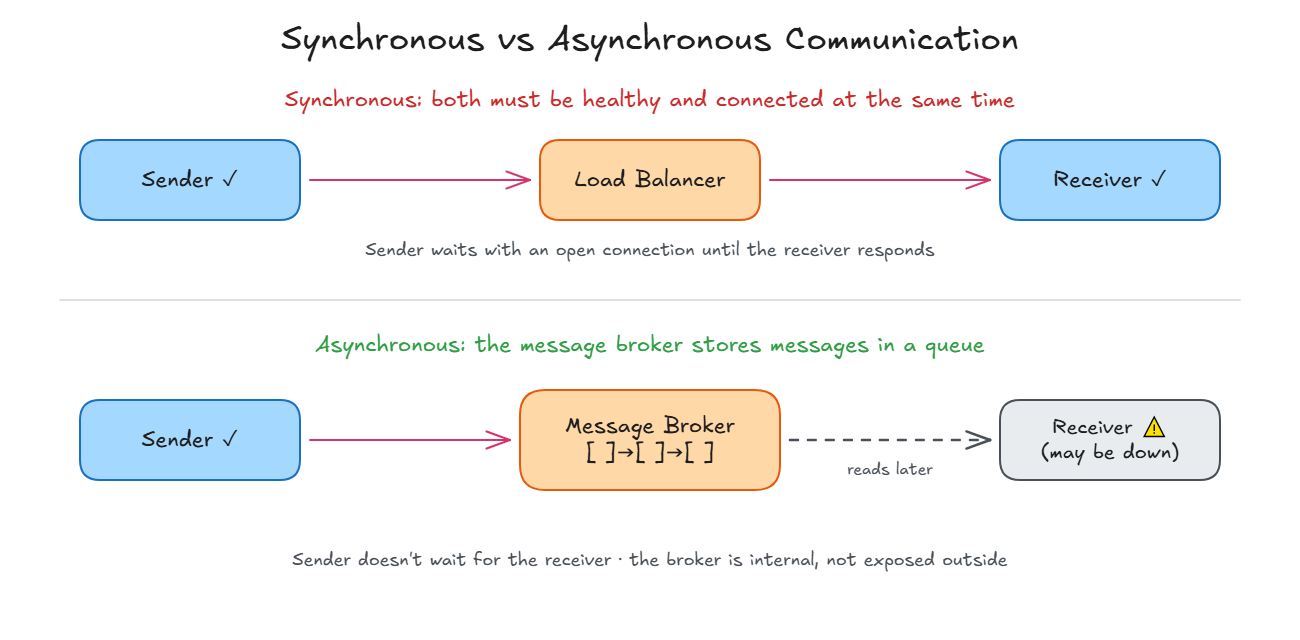 Synchronous vs Asynchronous Communication
Synchronous: both must be healthy and connected at the same time
Sender ✓
Load Balancer
Receiver ✓
Sender waits with an open connection until the receiver responds
Asynchronous: the message broker stores messages in a queue
Sender ✓
Message Broker
[ ]→[ ]→[ ]
reads later
Receiver ⚠️
(may be down)
Sender doesn't wait for the receiver · the broker is internal, not exposed outside